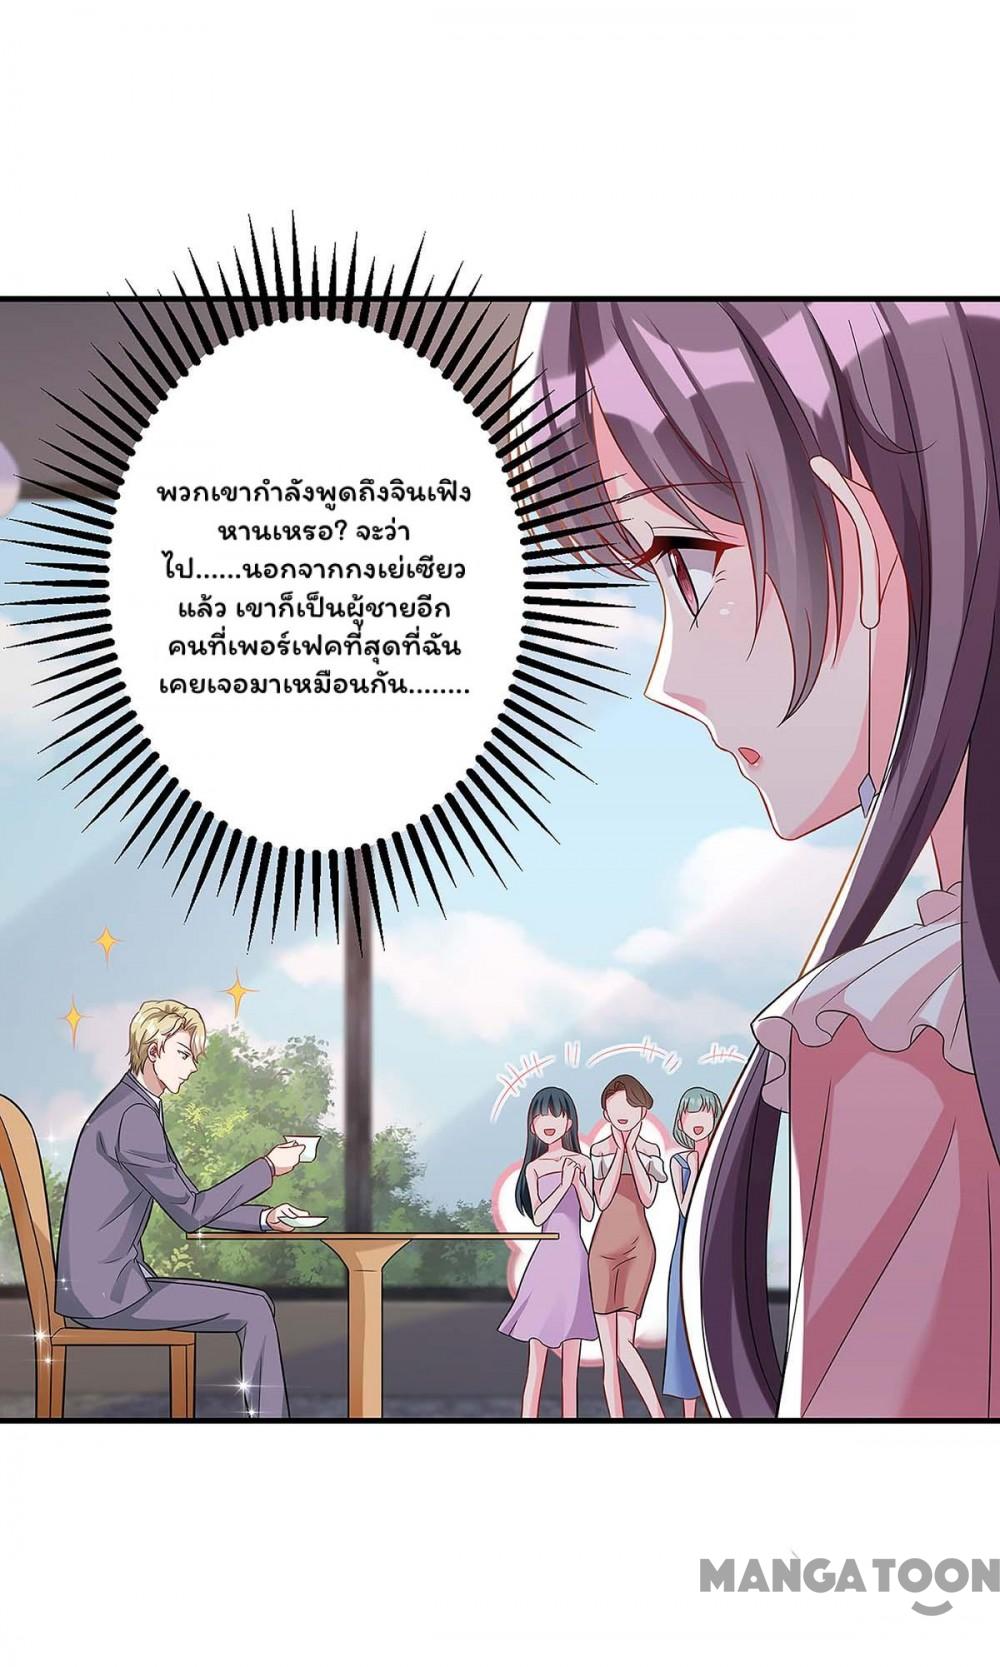 พวกเขากำลังพูดถึงจินเฟิง
หานเหรอ? จะว่า
ไป......นอกจากกงเย่เซียว
แล้ว เขาก็เป็นผู้ชายอีก
คนที่เพอร์เฟคที่สุดที่ฉัน
เคยเจอมาเหมือนกัน........
MANGATOON